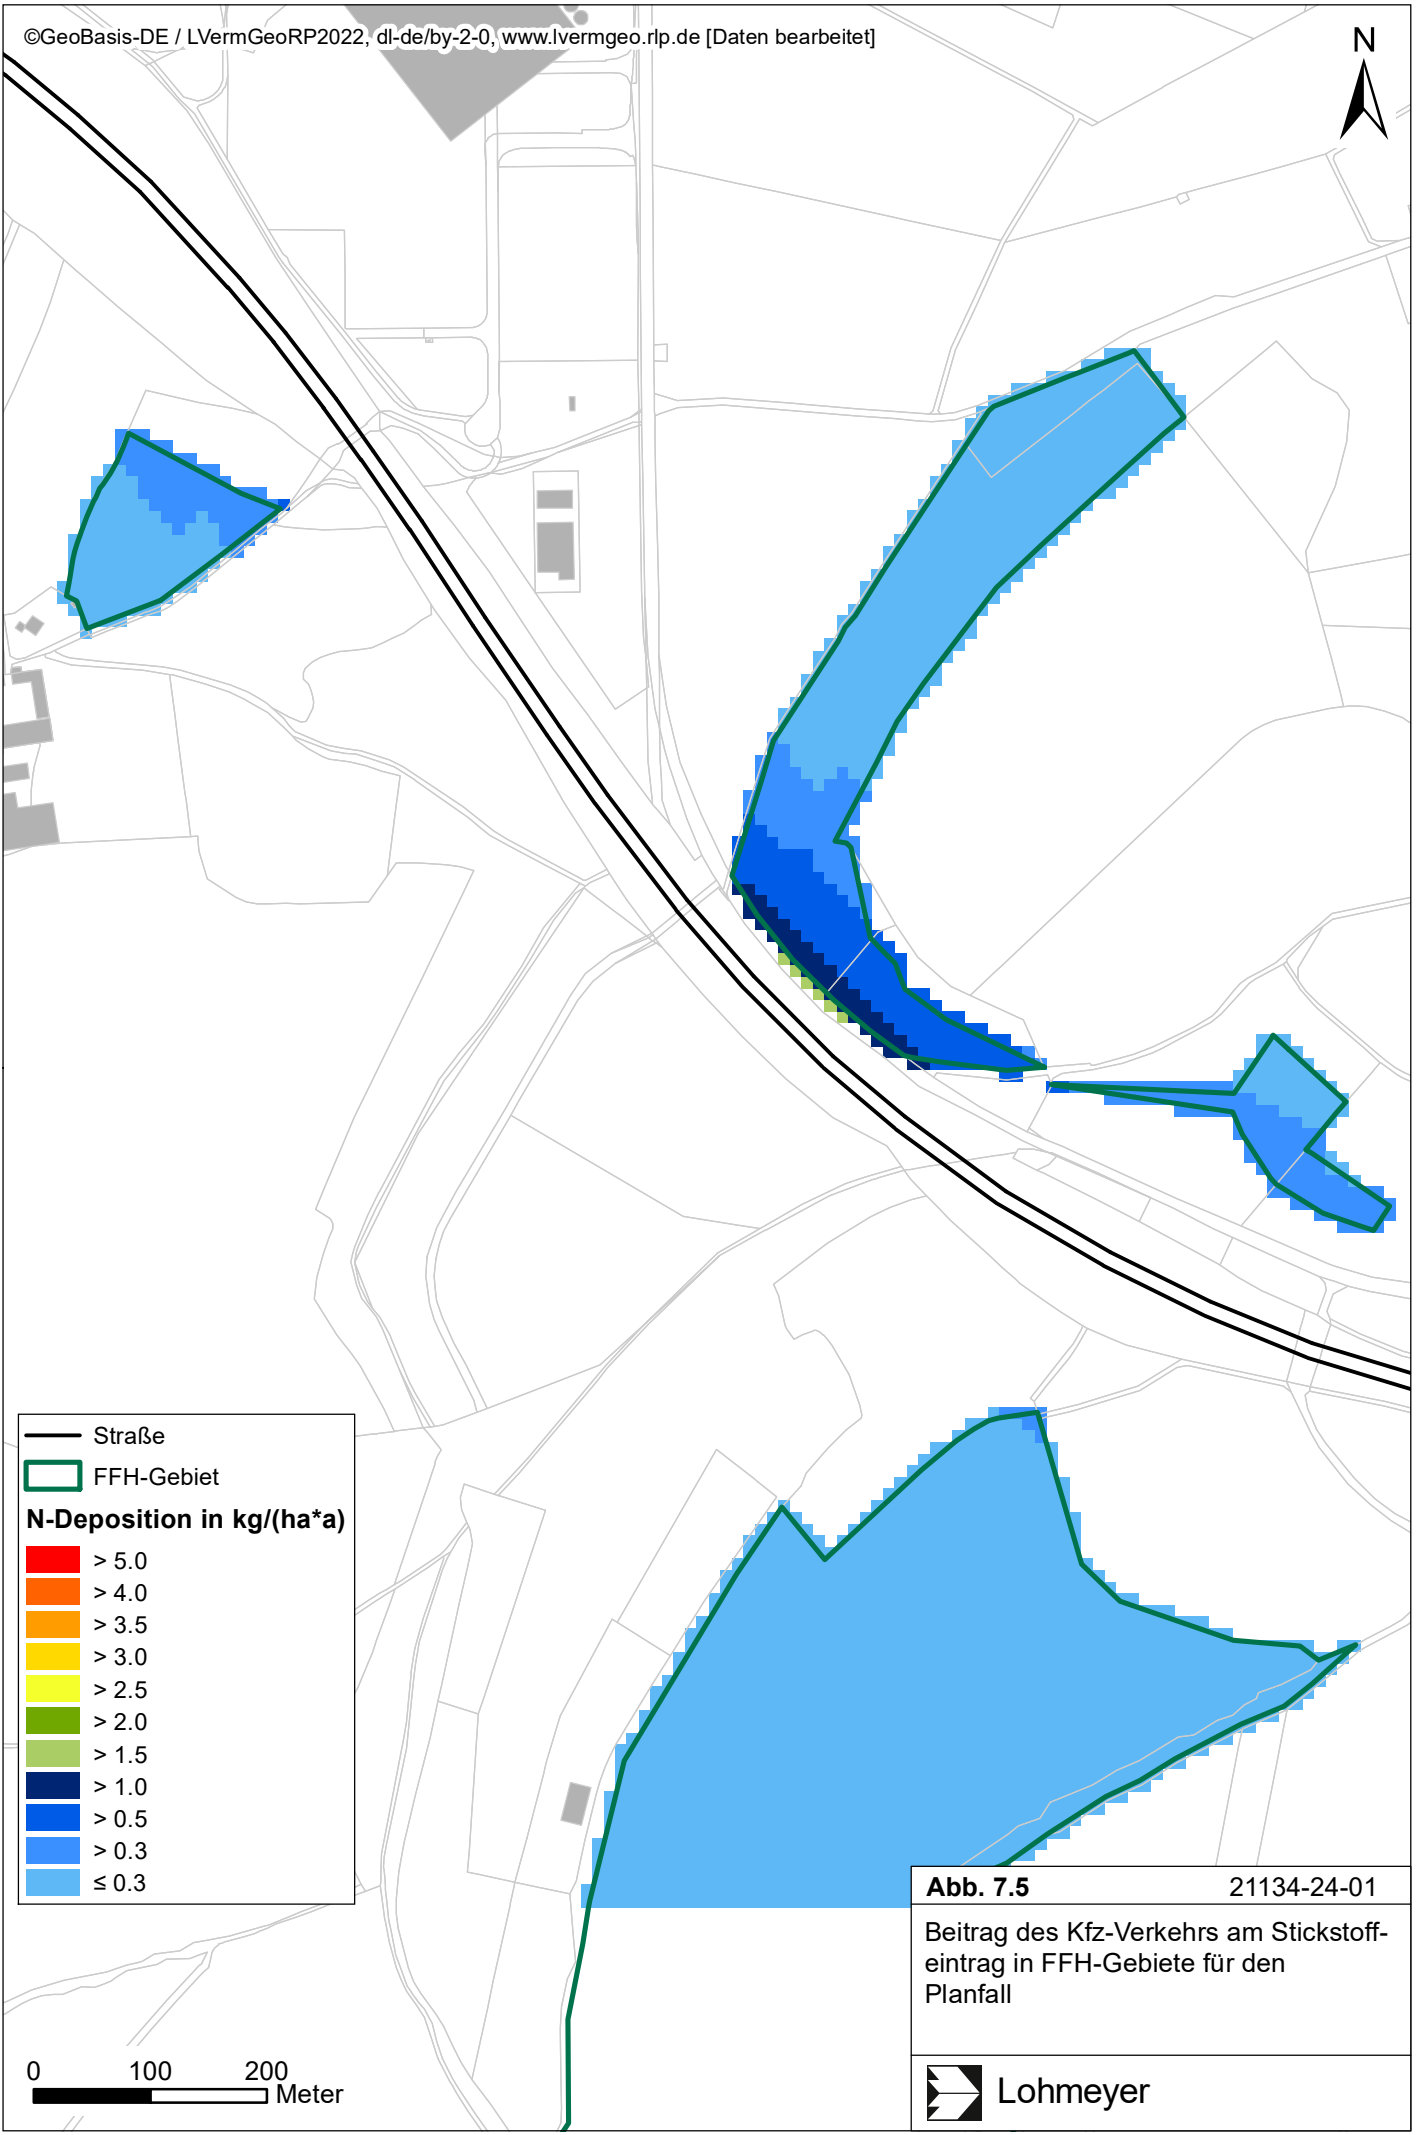 ©GeoBasis-DE / LVermGeoRP2022, dl-de/by-2-0, www.lvermgeo.rlp.de [Daten bearbeitet]
N
Straße
FFH-Gebiet
N-Deposition in kg/(ha*a)
> 5.0
> 4.0
> 3.5
> 3.0
> 2.5
> 2.0
> 1.5
> 1.0
> 0.5
> 0.3
≤ 0.3
Abb. 7.5 21134-24-01
Beitrag des Kfz-Verkehrs am Stickstoff-
eintrag in FFH-Gebiete für den
Planfall
0 100 200
Meter
Lohmeyer